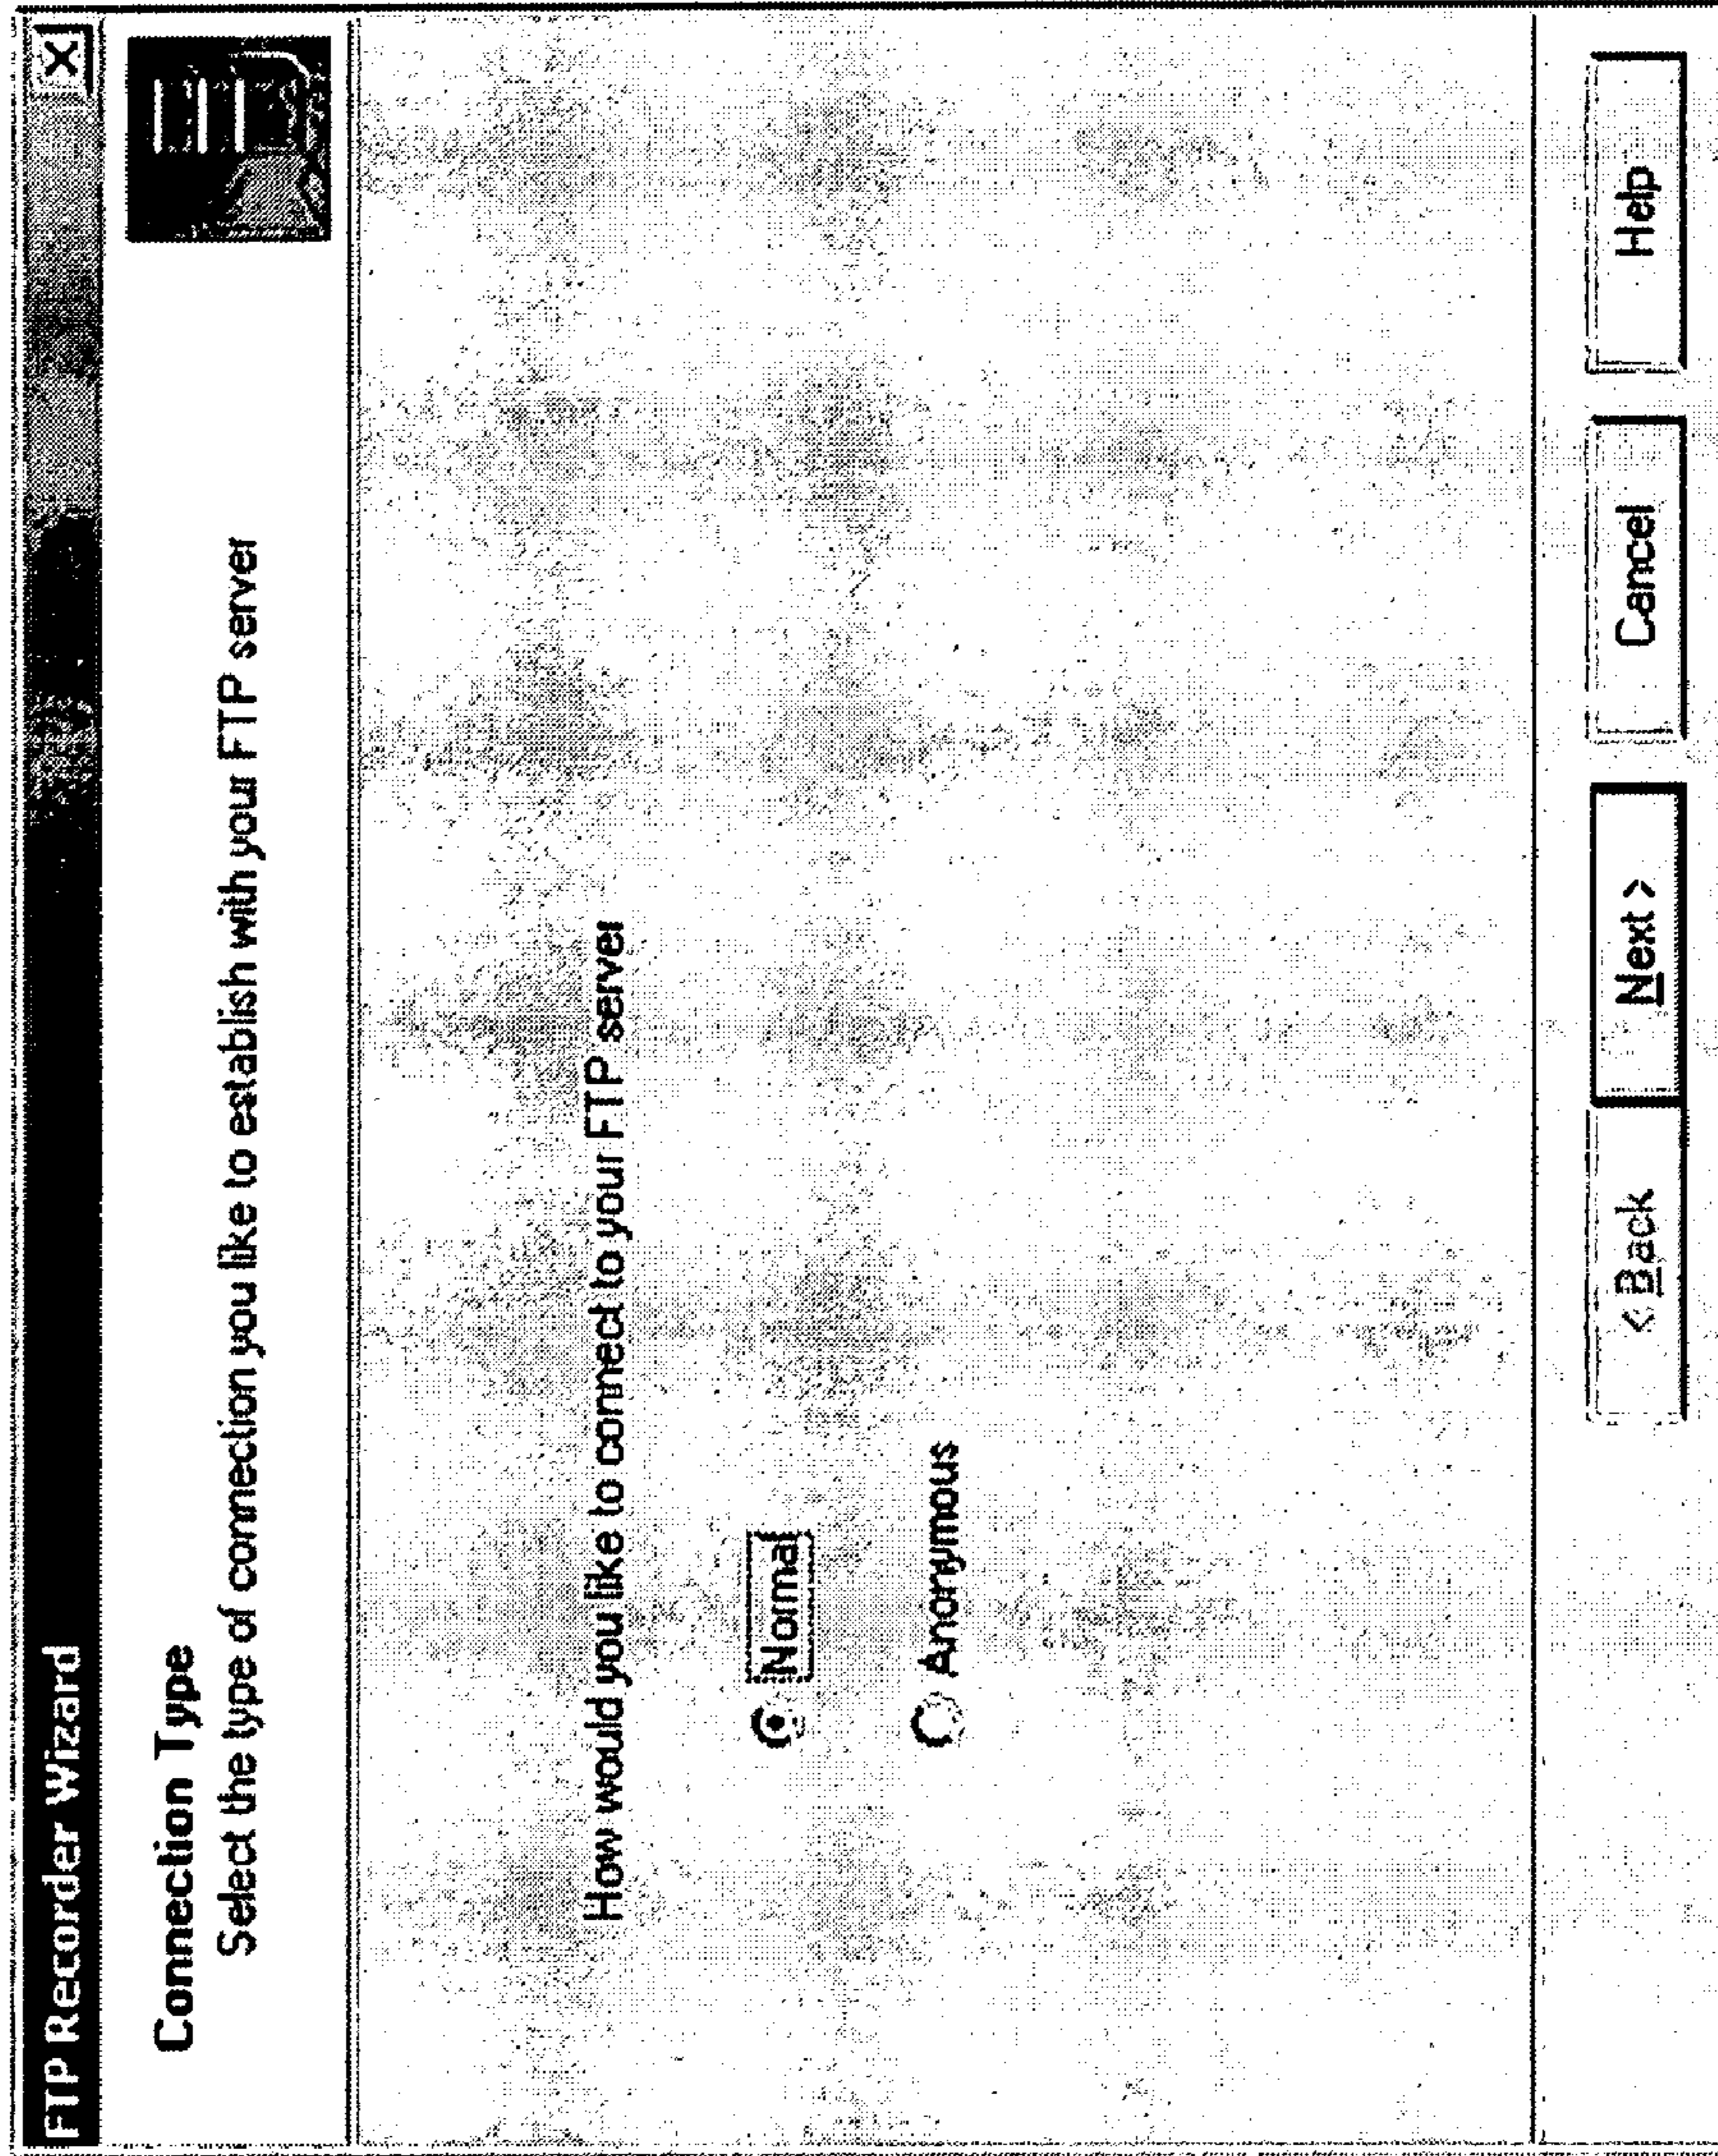 FTP Recorder Wizard
Connection Type
Select the type of connection you like to establish with your FTP server
How would you like to connect to your FTP server
Normal
Anonymous
< Back
Next >
Cancel
Help